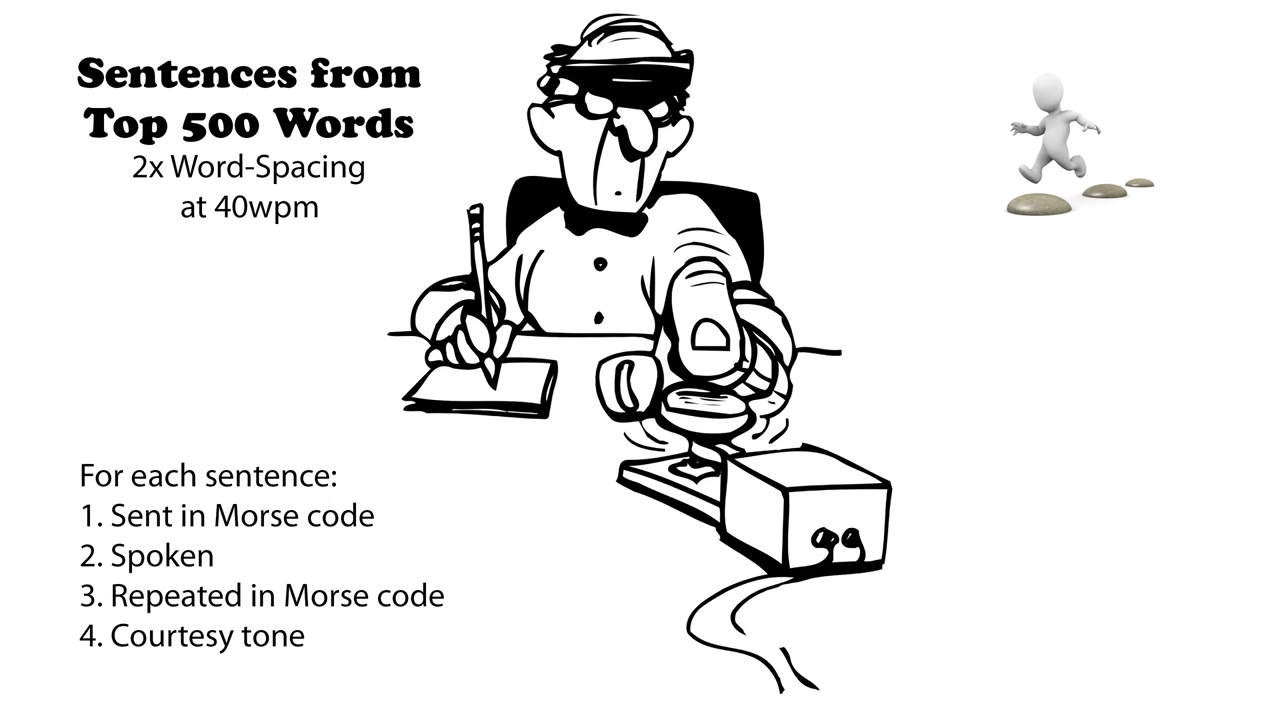 Sentences from
Top 500 Words
2x Word-Spacing
at 40wpm
For each sentence:
1. Sent in Morse code
2. Spoken
3. Repeated in Morse code
4. Courtesy tone